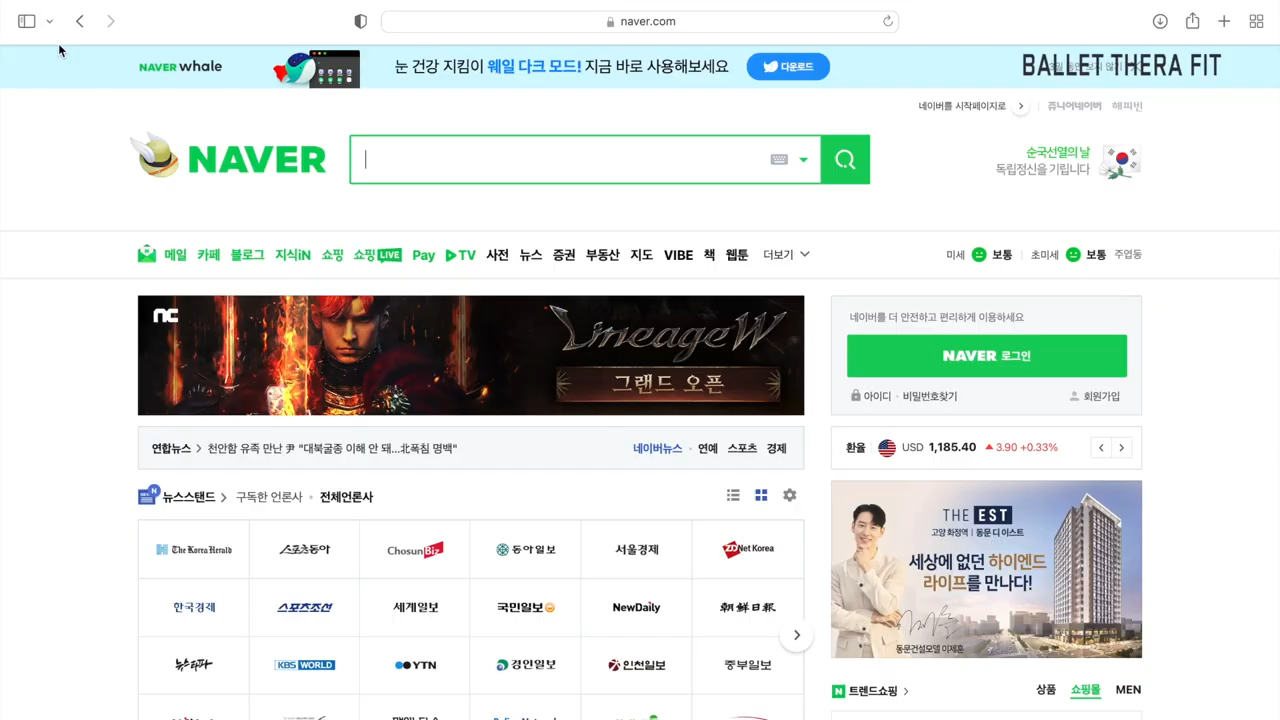 naver.com
NAVER whale
눈 건강 지킴이 웨일 다크 모드! 지금 바로 사용해보세요
다운로드
BALLET THERA FIT
네이버를 시작페이지로
쥬니어네이버 해피빈
NAVER
순국선열의 날
독립정신을 기립니다
메일 카페 블로그 지식iN 쇼핑 쇼핑LIVE Pay TV 사전 뉴스 증권 부동산 지도 VIBE 책 웹툰 더보기
미세 보통 초미세 보통 주엽동
nc
LineageW
그랜드 오픈
네이버를 더 안전하고 편리하게 이용하세요
NAVER 로그인
아이디 · 비밀번호찾기 회원가입
연합뉴스 > 천안함 유족 만난 尹 "대북굴종 이해 안 돼…北폭침 명백"
네이버뉴스 · 연예 스포츠 경제
환율 USD 1,185.40 ▲ 3.90 +0.33%
뉴스스탠드 > 구독한 언론사 · 전체언론사
The Korea Herald 스포츠동아 ChosunBiz 동아일보 서울경제 ZDNet Korea
한국경제 스포츠조선 세계일보 국민일보 NewDaily 朝鮮日報
뉴스타파 KBS WORLD YTN 경인일보 인천일보 중부일보
THE EST
고양 화정역 | 동문 디 이스트
세상에 없던 하이엔드
라이프를 만나다!
동문건설모델 이제훈
N 트렌드쇼핑 >
상품 쇼핑몰 MEN